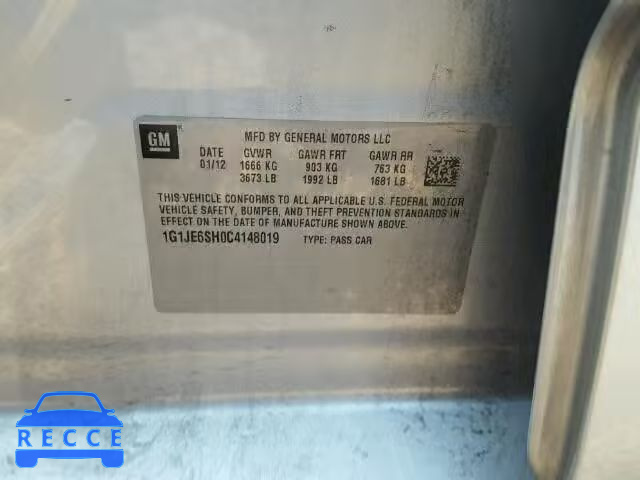 GM
MFD BY GENERAL MOTORS LLC
DATE GVWR GAWR FRT GAWR RR
01/12 1666 KG 903 KG 763 KG
3673 LB 1992 LB 1681 LB
THIS VEHICLE CONFORMS TO ALL APPLICABLE U.S. FEDERAL MOTOR
VEHICLE SAFETY, BUMPER, AND THEFT PREVENTION STANDARDS IN
EFFECT ON THE DATE OF MANUFACTURE SHOWN ABOVE.
1G1JE6SH0C4148019 TYPE: PASS CAR
RECCE